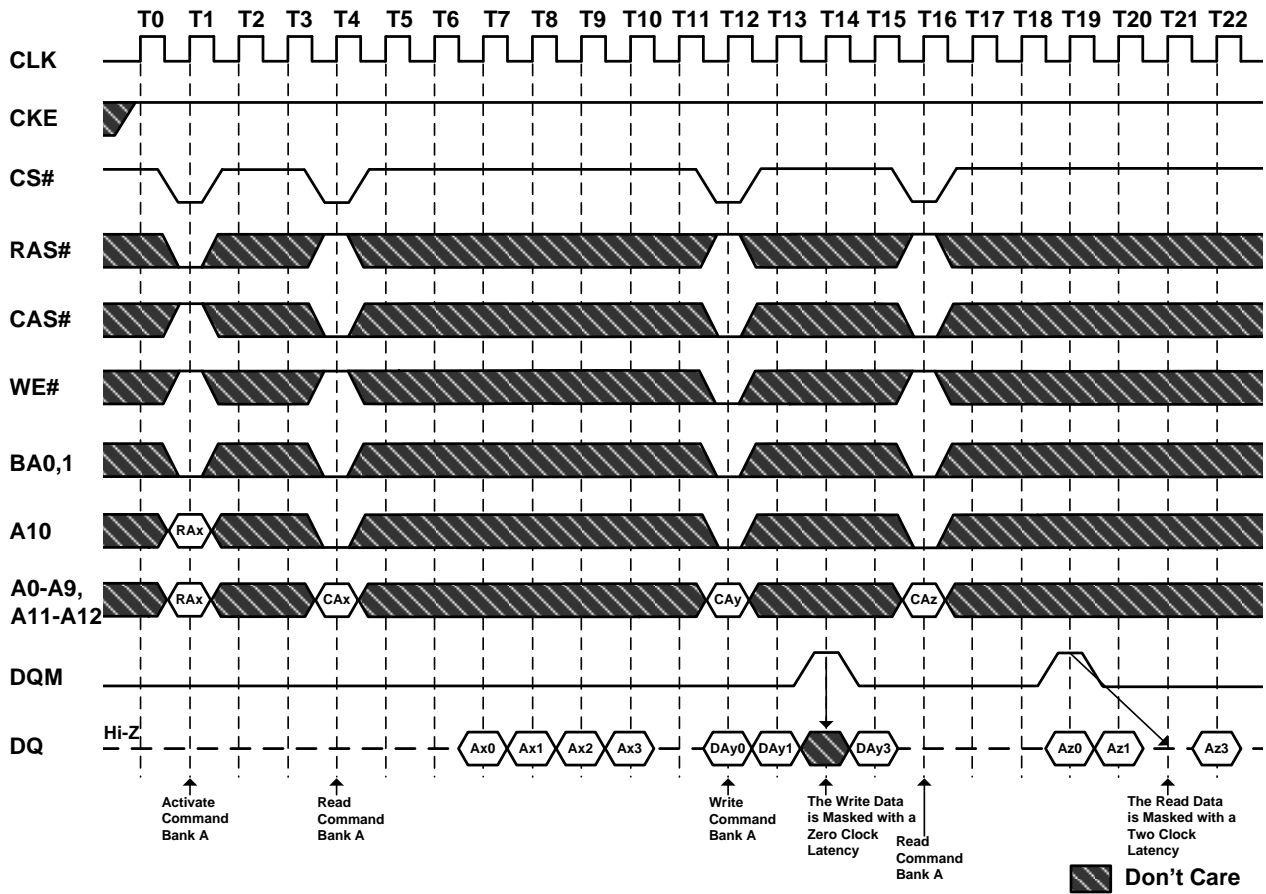 T0 T1 T2 T3 T4 T5 T6 T7 T8 T9 T10 T11 T12 T13 T14 T15 T16 T17 T18 T19 T20 T21 T22
CLK
CKE
CS#
RAS#
CAS#
WE#
BA0,1
A10
RAx
A0-A9,
A11-A12
RAx CAx CAy CAz
DQM
Hi-Z
DQ
Ax0 Ax1 Ax2 Ax3 DAy0 DAy1 DAy3 Az0 Az1 Az3
Activate
Command
Bank A
Read
Command
Bank A
Write
Command
Bank A
The Write Data
is Masked with a
Zero Clock
Latency
Read
Command
Bank A
The Read Data
is Masked with a
Two Clock
Latency
Don't Care